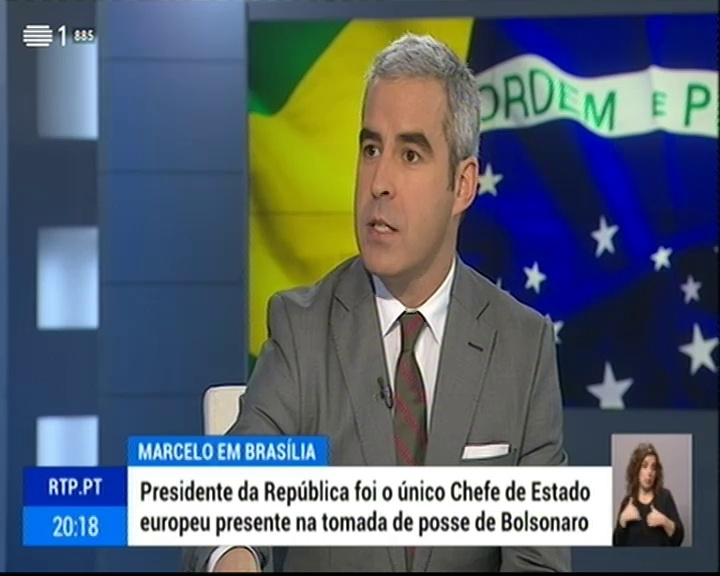 1 885
ORDEM E P
MARCELO EM BRASÍLIA
RTP.PT
Presidente da República foi o único Chefe de Estado
20:18
europeu presente na tomada de posse de Bolsonaro